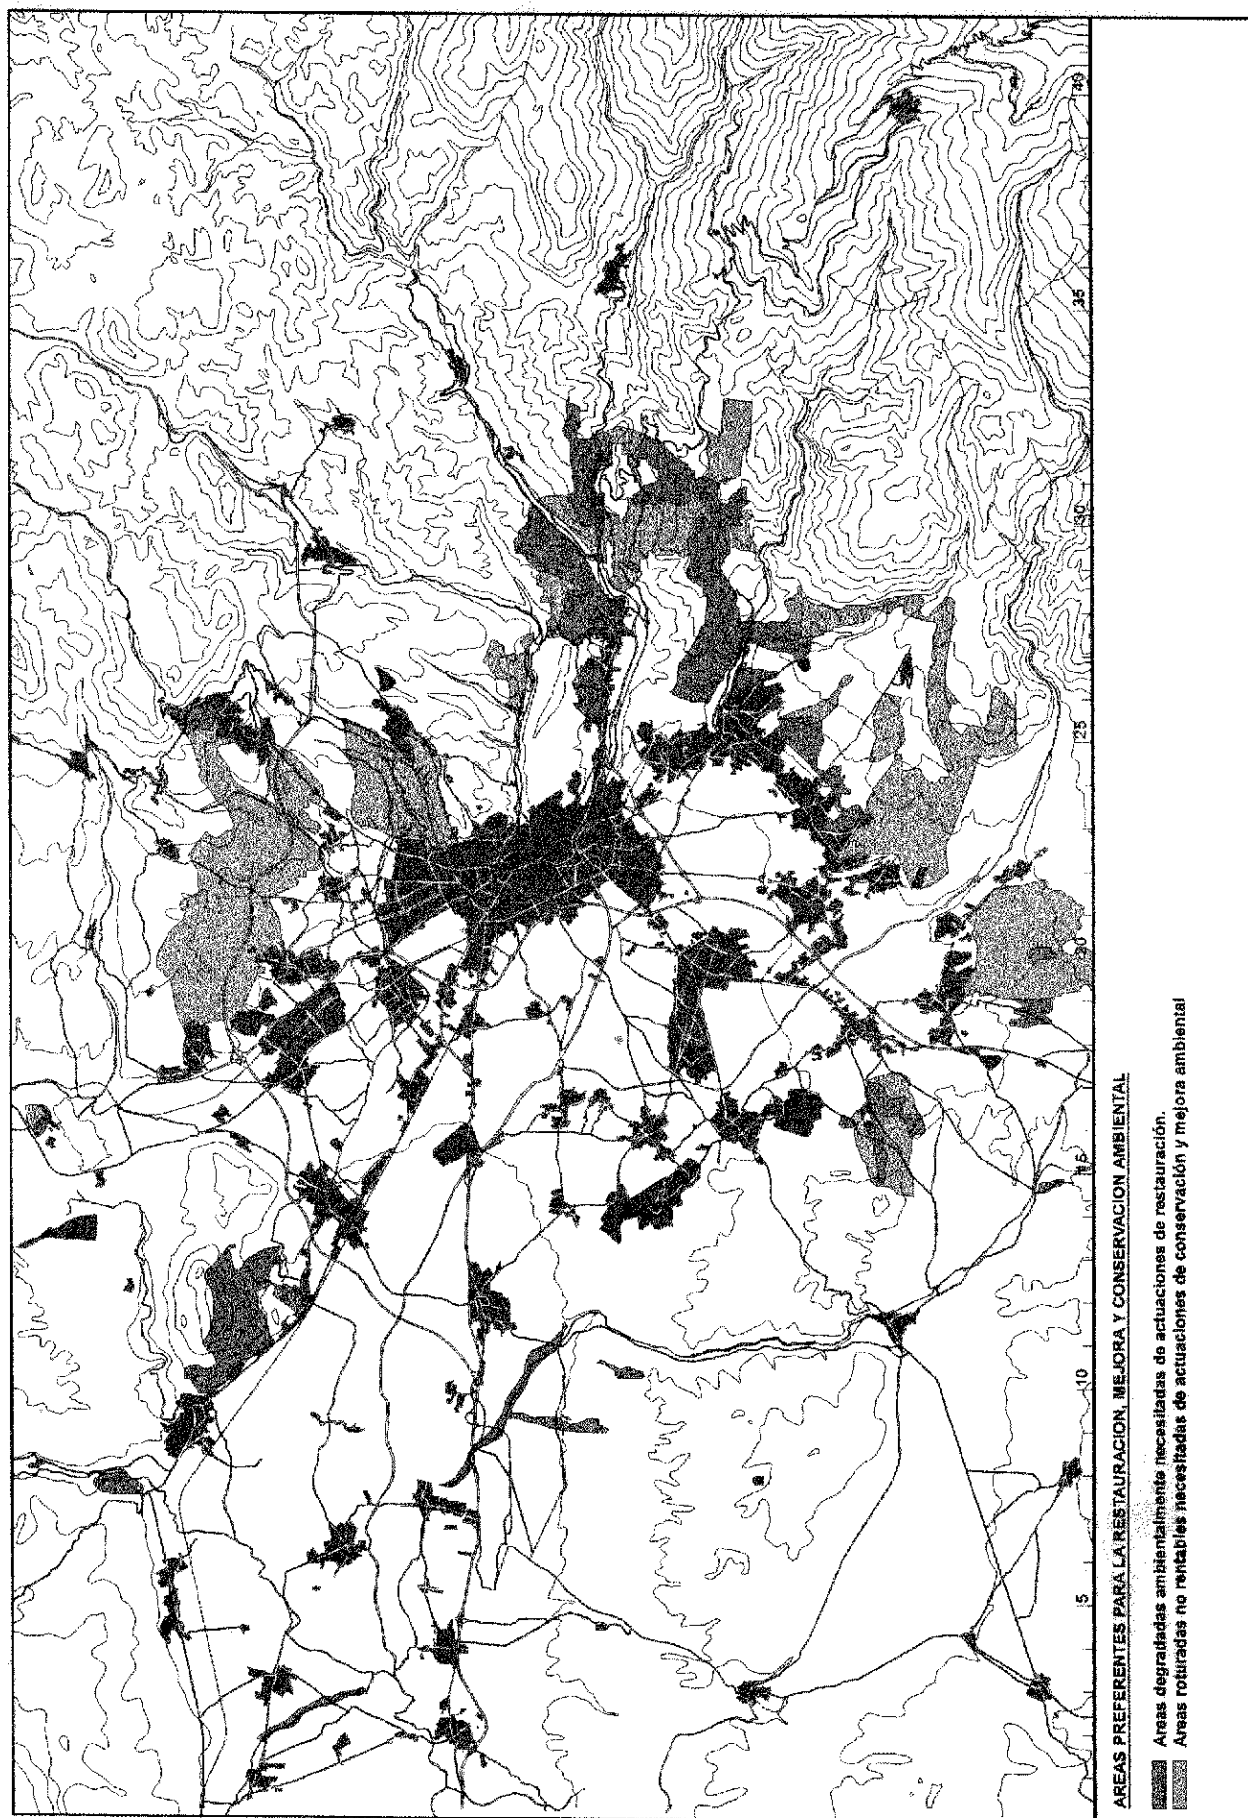 AREAS PREFERENTES PARA LA RESTAURACION, MEJORA Y CONSERVACION AMBIENTAL
Areas degradadas ambientalmente necesitadas de actuaciones de restauración.
Areas roturadas no rentables necesitadas de actuaciones de conservación y mejora ambiental
5
10
15
20
25
30
35
40